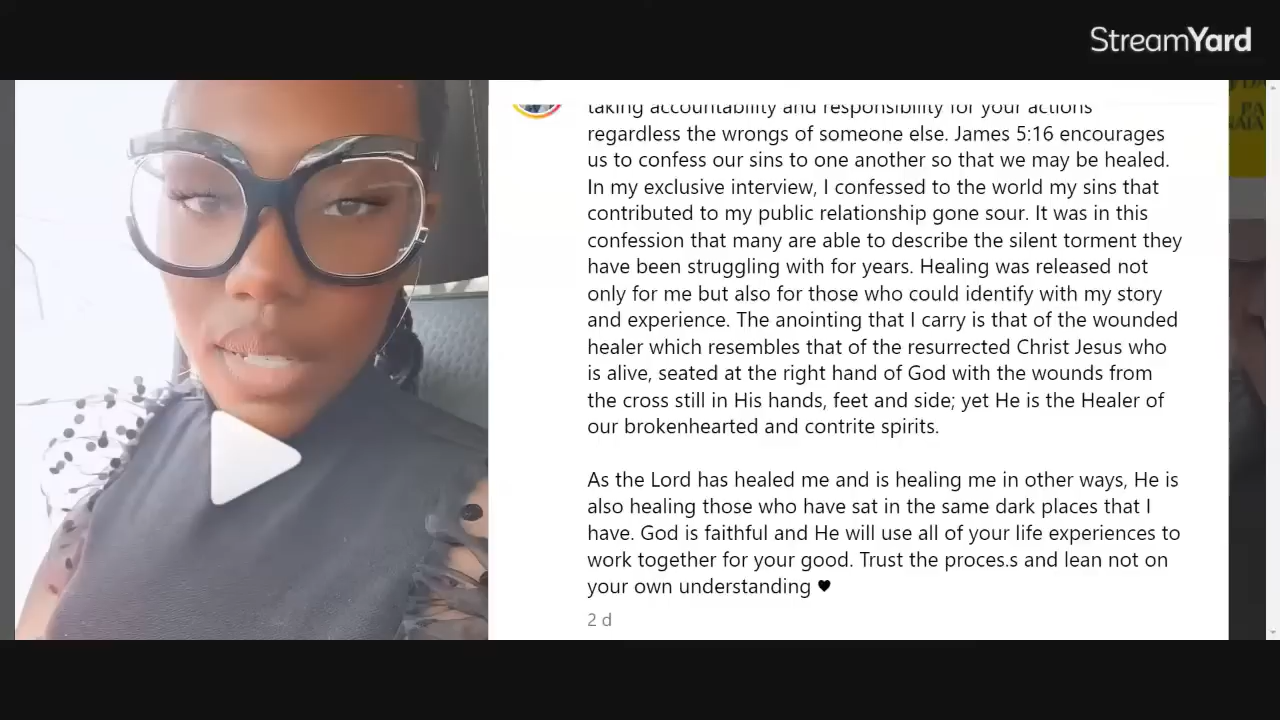 StreamYard
taking accountability and responsibility for your actions
regardless the wrongs of someone else. James 5:16 encourages
us to confess our sins to one another so that we may be healed.
In my exclusive interview, I confessed to the world my sins that
contributed to my public relationship gone sour. It was in this
confession that many are able to describe the silent torment they
have been struggling with for years. Healing was released not
only for me but also for those who could identify with my story
and experience. The anointing that I carry is that of the wounded
healer which resembles that of the resurrected Christ Jesus who
is alive, seated at the right hand of God with the wounds from
the cross still in His hands, feet and side; yet He is the Healer of
our brokenhearted and contrite spirits.
As the Lord has healed me and is healing me in other ways, He is
also healing those who have sat in the same dark places that I
have. God is faithful and He will use all of your life experiences to
work together for your good. Trust the proces.s and lean not on
your own understanding 🖤
2 d